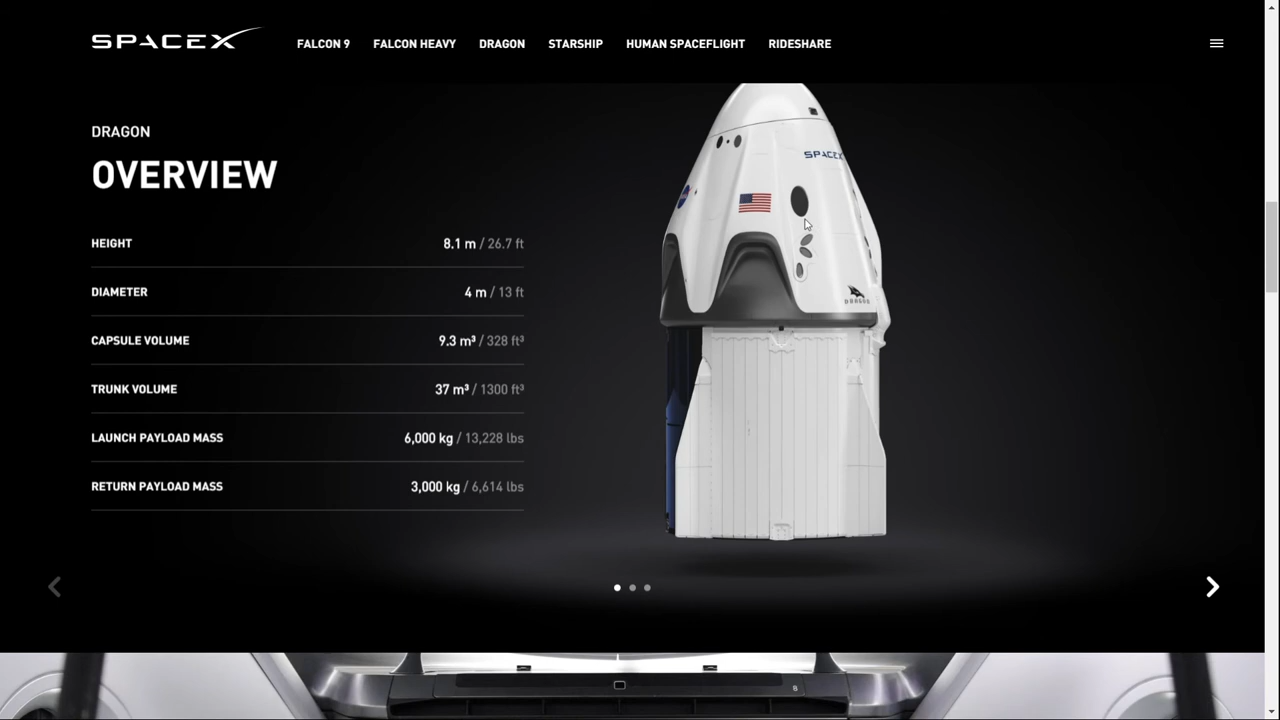 SPACEX FALCON 9 FALCON HEAVY DRAGON STARSHIP HUMAN SPACEFLIGHT RIDESHARE
DRAGON
OVERVIEW
HEIGHT 8.1 m / 26.7 ft
DIAMETER 4 m / 13 ft
CAPSULE VOLUME 9.3 m³ / 328 ft³
TRUNK VOLUME 37 m³ / 1300 ft³
LAUNCH PAYLOAD MASS 6,000 kg / 13,228 lbs
RETURN PAYLOAD MASS 3,000 kg / 6,614 lbs
SPACEX
DRAGON
8